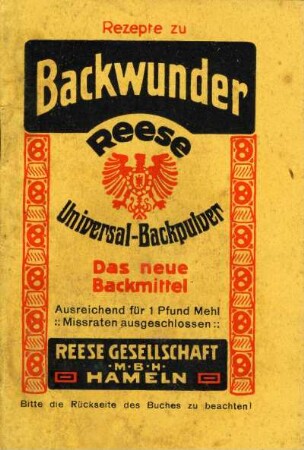 Rezepte zu
Backwunder
Reese
Universal-Backpulver
Das neue
Backmittel
Ausreichend für 1 Pfund Mehl
:: Missraten ausgeschlossen ::
REESE GESELLSCHAFT
·M·B·H·
HAMELN
Bitte die Rückseite des Buches zu beachten!